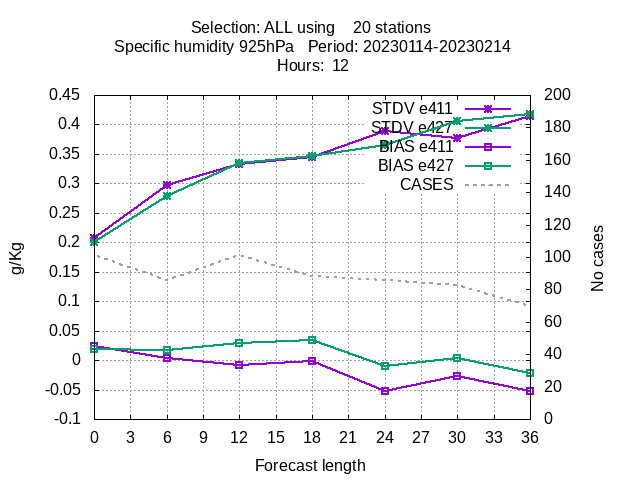 Selection: ALL using 20 stations
Specific humidity 925hPa Period: 20230114-20230214
Hours: 12
STDV e411
STDV e427
BIAS e411
BIAS e427
CASES
0.45
0.4
0.35
0.3
0.25
0.2
0.15
0.1
0.05
0
-0.05
-0.1
g/Kg
200
180
160
140
120
100
80
60
40
20
0
No cases
0 3 6 9 12 15 18 21 24 27 30 33 36
Forecast length